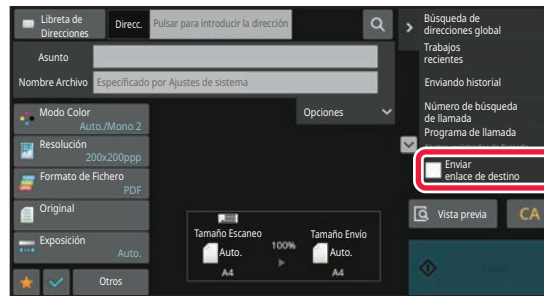 Libreta de
Direcciones
Direcc.
Pulsar para introducir la dirección
Asunto
Nombre Archivo
Especificado por Ajustes de sistema
Modo Color
Auto./Mono 2
Resolución
200x200ppp
Formato de Fichero
PDF
Original
Exposición
Auto.
Otros
Opciones
Tamaño Escaneo
Auto.
A4
100%
Tamaño Envío
Auto.
A4
Búsqueda de
direcciones global
Trabajos
recientes
Enviando historial
Número de búsqueda
de llamada
Programa de llamada
Enviar
enlace de destino
Vista previa
CA
Iniciar